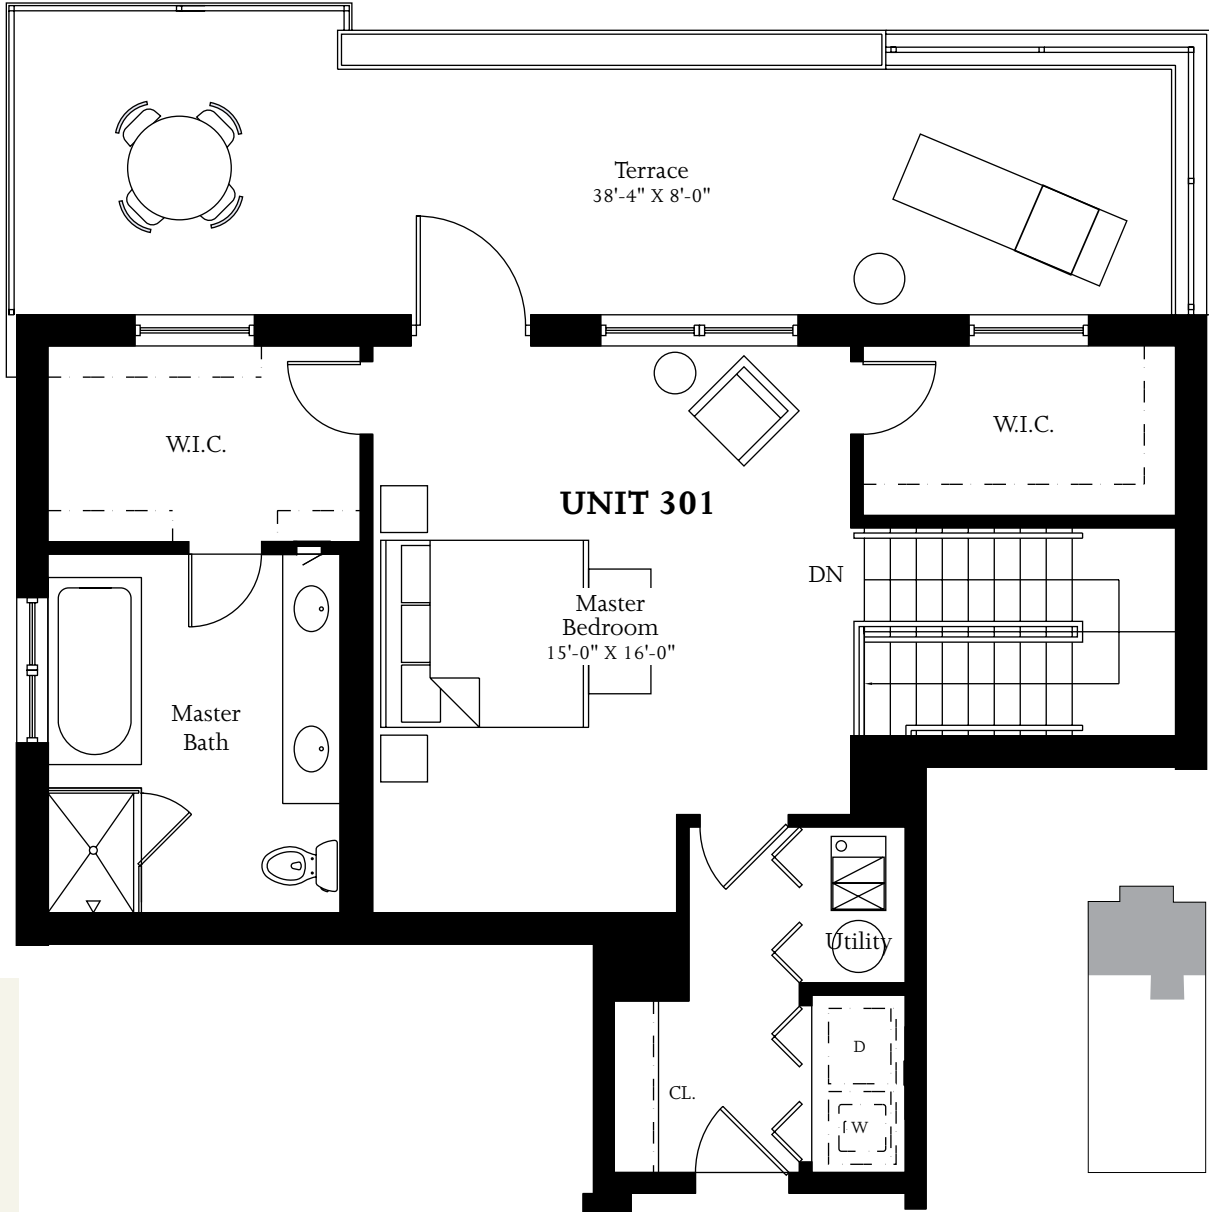 Terrace
38'-4" X 8'-0"
W.I.C.
W.I.C.
UNIT 301
DN
Master
Bedroom
15'-0" X 16'-0"
Master
Bath
Utility
D
CL.
W